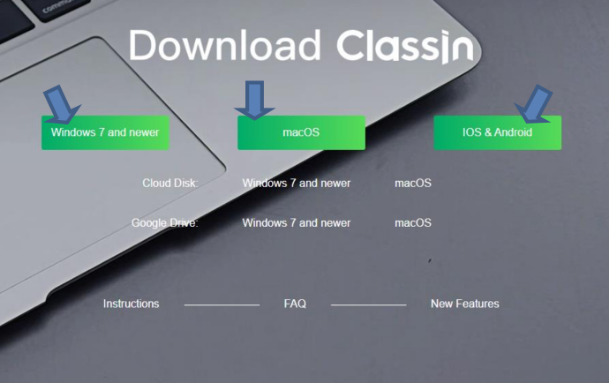 Download ClassIn
Windows 7 and newer
macOS
IOS & Android
Cloud Disk: Windows 7 and newer macOS
Google Drive: Windows 7 and newer macOS
Instructions FAQ New Features